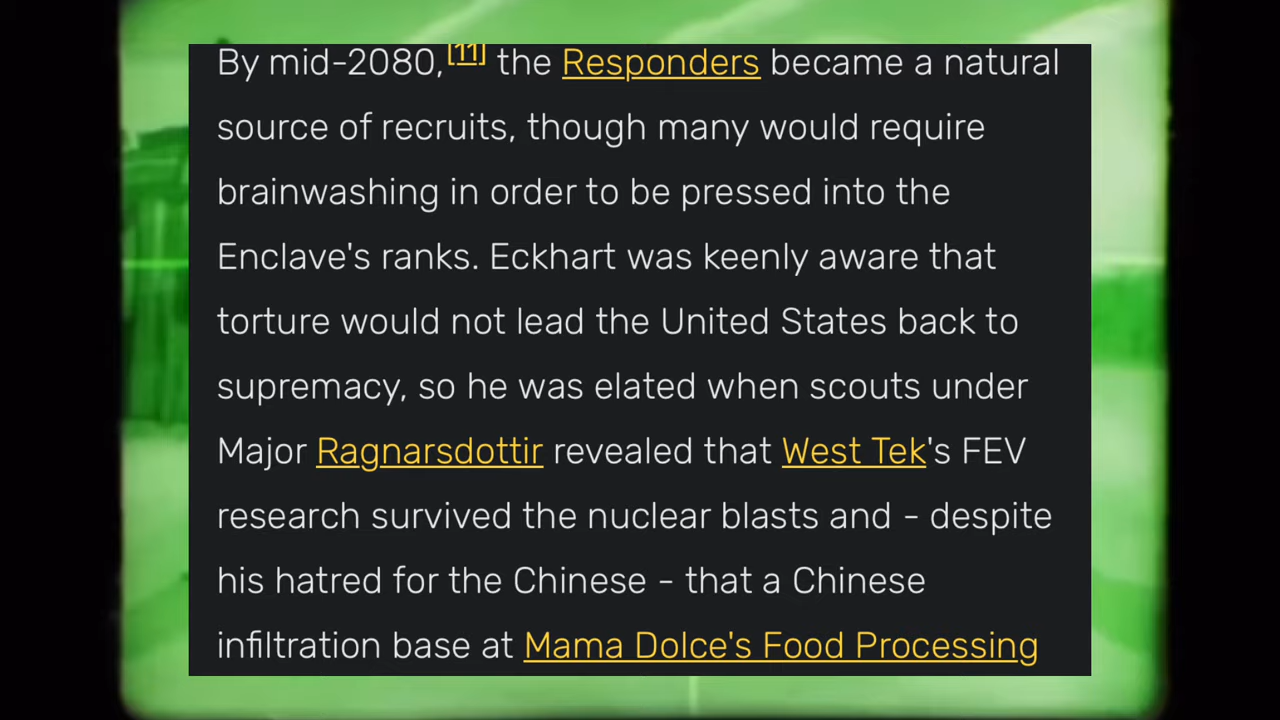 By mid-2080,[11] the Responders became a natural
source of recruits, though many would require
brainwashing in order to be pressed into the
Enclave's ranks. Eckhart was keenly aware that
torture would not lead the United States back to
supremacy, so he was elated when scouts under
Major Ragnarsdottir revealed that West Tek's FEV
research survived the nuclear blasts and - despite
his hatred for the Chinese - that a Chinese
infiltration base at Mama Dolce's Food Processing